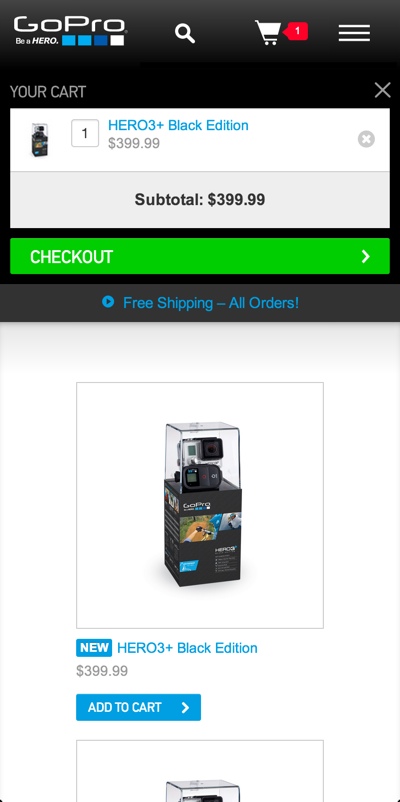 GoPro
Be a HERO.
1
YOUR CART
1
HERO3+ Black Edition
$399.99
Subtotal: $399.99
CHECKOUT
Free Shipping – All Orders!
GoPro
HERO3+
NEW HERO3+ Black Edition
$399.99
ADD TO CART